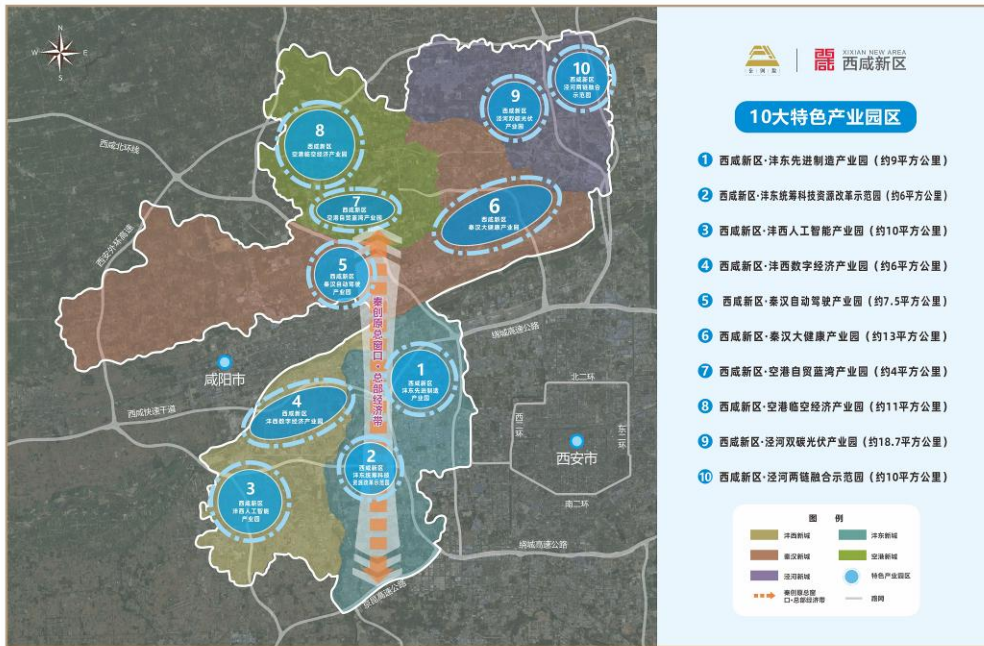 N
W
E
S
西咸北环线
西安外环高速
10
西咸新区
泾河两链融合
示范园
9
西咸新区
泾河双碳光伏
产业园
8
西咸新区
空港临空经济产业园
7
西咸新区
空港自贸蓝湾产业园
6
西咸新区
秦汉大健康产业园
5
西咸新区
秦汉自动驾驶
产业园
秦创原总窗口·总部经济带
绕城高速公路
1
西咸新区
沣东先进制造
产业园
咸阳市
北二环
4
西咸新区
沣西数字经济产业园
西咸快速干道
西二环
东二环
2
西咸新区
沣东统筹科技
资源改革示范园
西安市
3
西咸新区
沣西人工智能
产业园
南二环
绕城高速公路
京昆高速公路
XIXIAN NEW AREA
西咸新区
10大特色产业园区
1 西咸新区·沣东先进制造产业园（约9平方公里）
2 西咸新区·沣东统筹科技资源改革示范园（约6平方公里）
3 西咸新区·沣西人工智能产业园（约10平方公里）
4 西咸新区·沣西数字经济产业园（约6平方公里）
5 西咸新区·秦汉自动驾驶产业园（约7.5平方公里）
6 西咸新区·秦汉大健康产业园（约13平方公里）
7 西咸新区·空港自贸蓝湾产业园（约4平方公里）
8 西咸新区·空港临空经济产业园（约11平方公里）
9 西咸新区·泾河双碳光伏产业园（约18.7平方公里）
10 西咸新区·泾河两链融合示范园（约10平方公里）
图 例
沣西新城
沣东新城
秦汉新城
空港新城
泾河新城
特色产业园区
秦创原总窗
口·总部经济带
路网